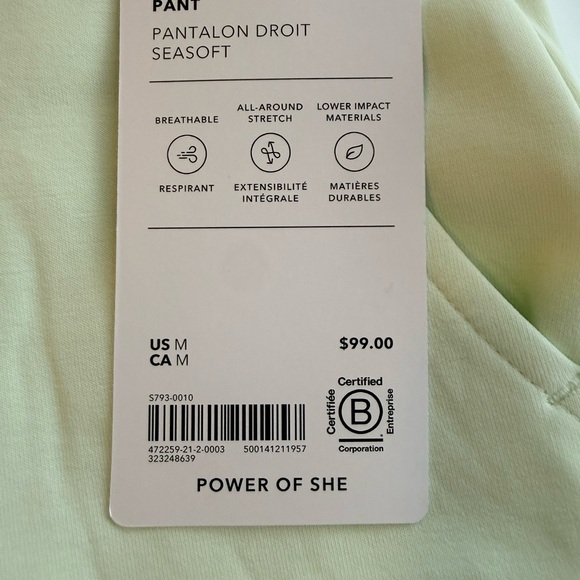 PANT
PANTALON DROIT
SEASOFT
BREATHABLE
RESPIRANT
ALL-AROUND
STRETCH
EXTENSIBILITÉ
INTÉGRALE
LOWER IMPACT
MATERIALS
MATIÈRES
DURABLES
US M
CA M
$99.00
S793-0010
472259-21-2-0003 500141211957
323248639
Certified
Certifiée
B
Entreprise
Corporation
POWER OF SHE